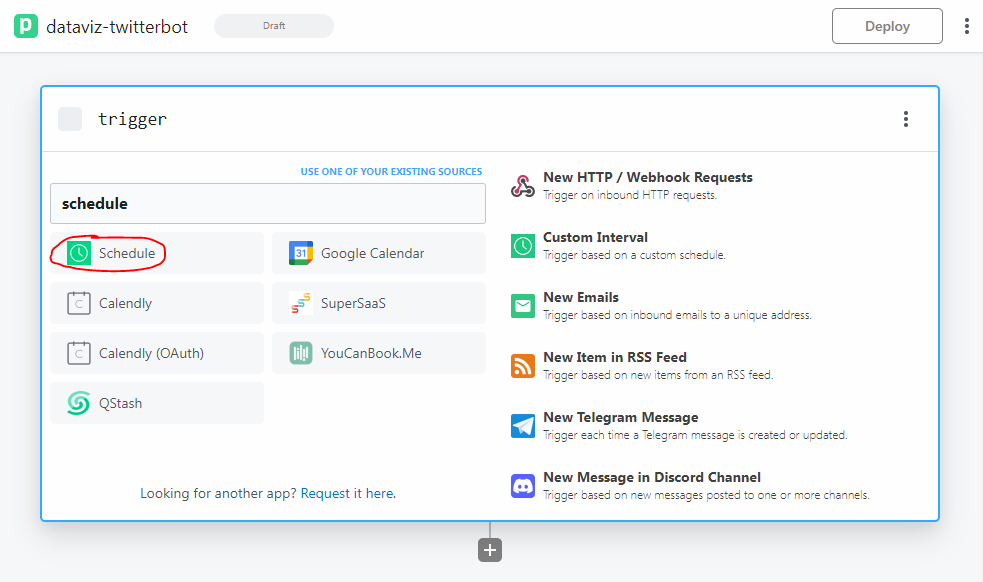 dataviz-twitterbot
Draft
Deploy
trigger
USE ONE OF YOUR EXISTING SOURCES
schedule
Schedule
Google Calendar
Calendly
SuperSaaS
Calendly (OAuth)
YouCanBook.Me
QStash
Looking for another app? Request it here.
New HTTP / Webhook Requests
Trigger on inbound HTTP requests.
Custom Interval
Trigger based on a custom schedule.
New Emails
Trigger based on inbound emails to a unique address.
New Item in RSS Feed
Trigger based on new items from an RSS feed.
New Telegram Message
Trigger each time a Telegram message is created or updated.
New Message in Discord Channel
Trigger based on new messages posted to one or more channels.